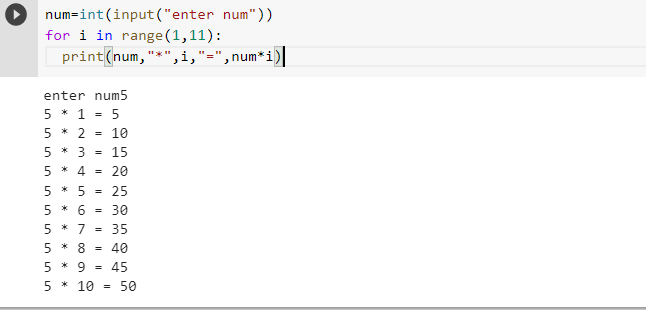 num=int(input("enter num"))
for i in range(1,11):
  print(num,"*",i,"=",num*i)
enter num5
5 * 1 = 5
5 * 2 = 10
5 * 3 = 15
5 * 4 = 20
5 * 5 = 25
5 * 6 = 30
5 * 7 = 35
5 * 8 = 40
5 * 9 = 45
5 * 10 = 50